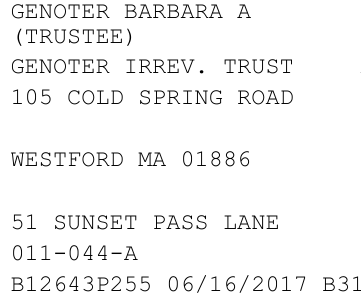 GENOTER BARBARA A
(TRUSTEE)
GENOTER IRREV. TRUST
105 COLD SPRING ROAD
WESTFORD MA 01886
51 SUNSET PASS LANE
011-044-A
B12643P255 06/16/2017 B31